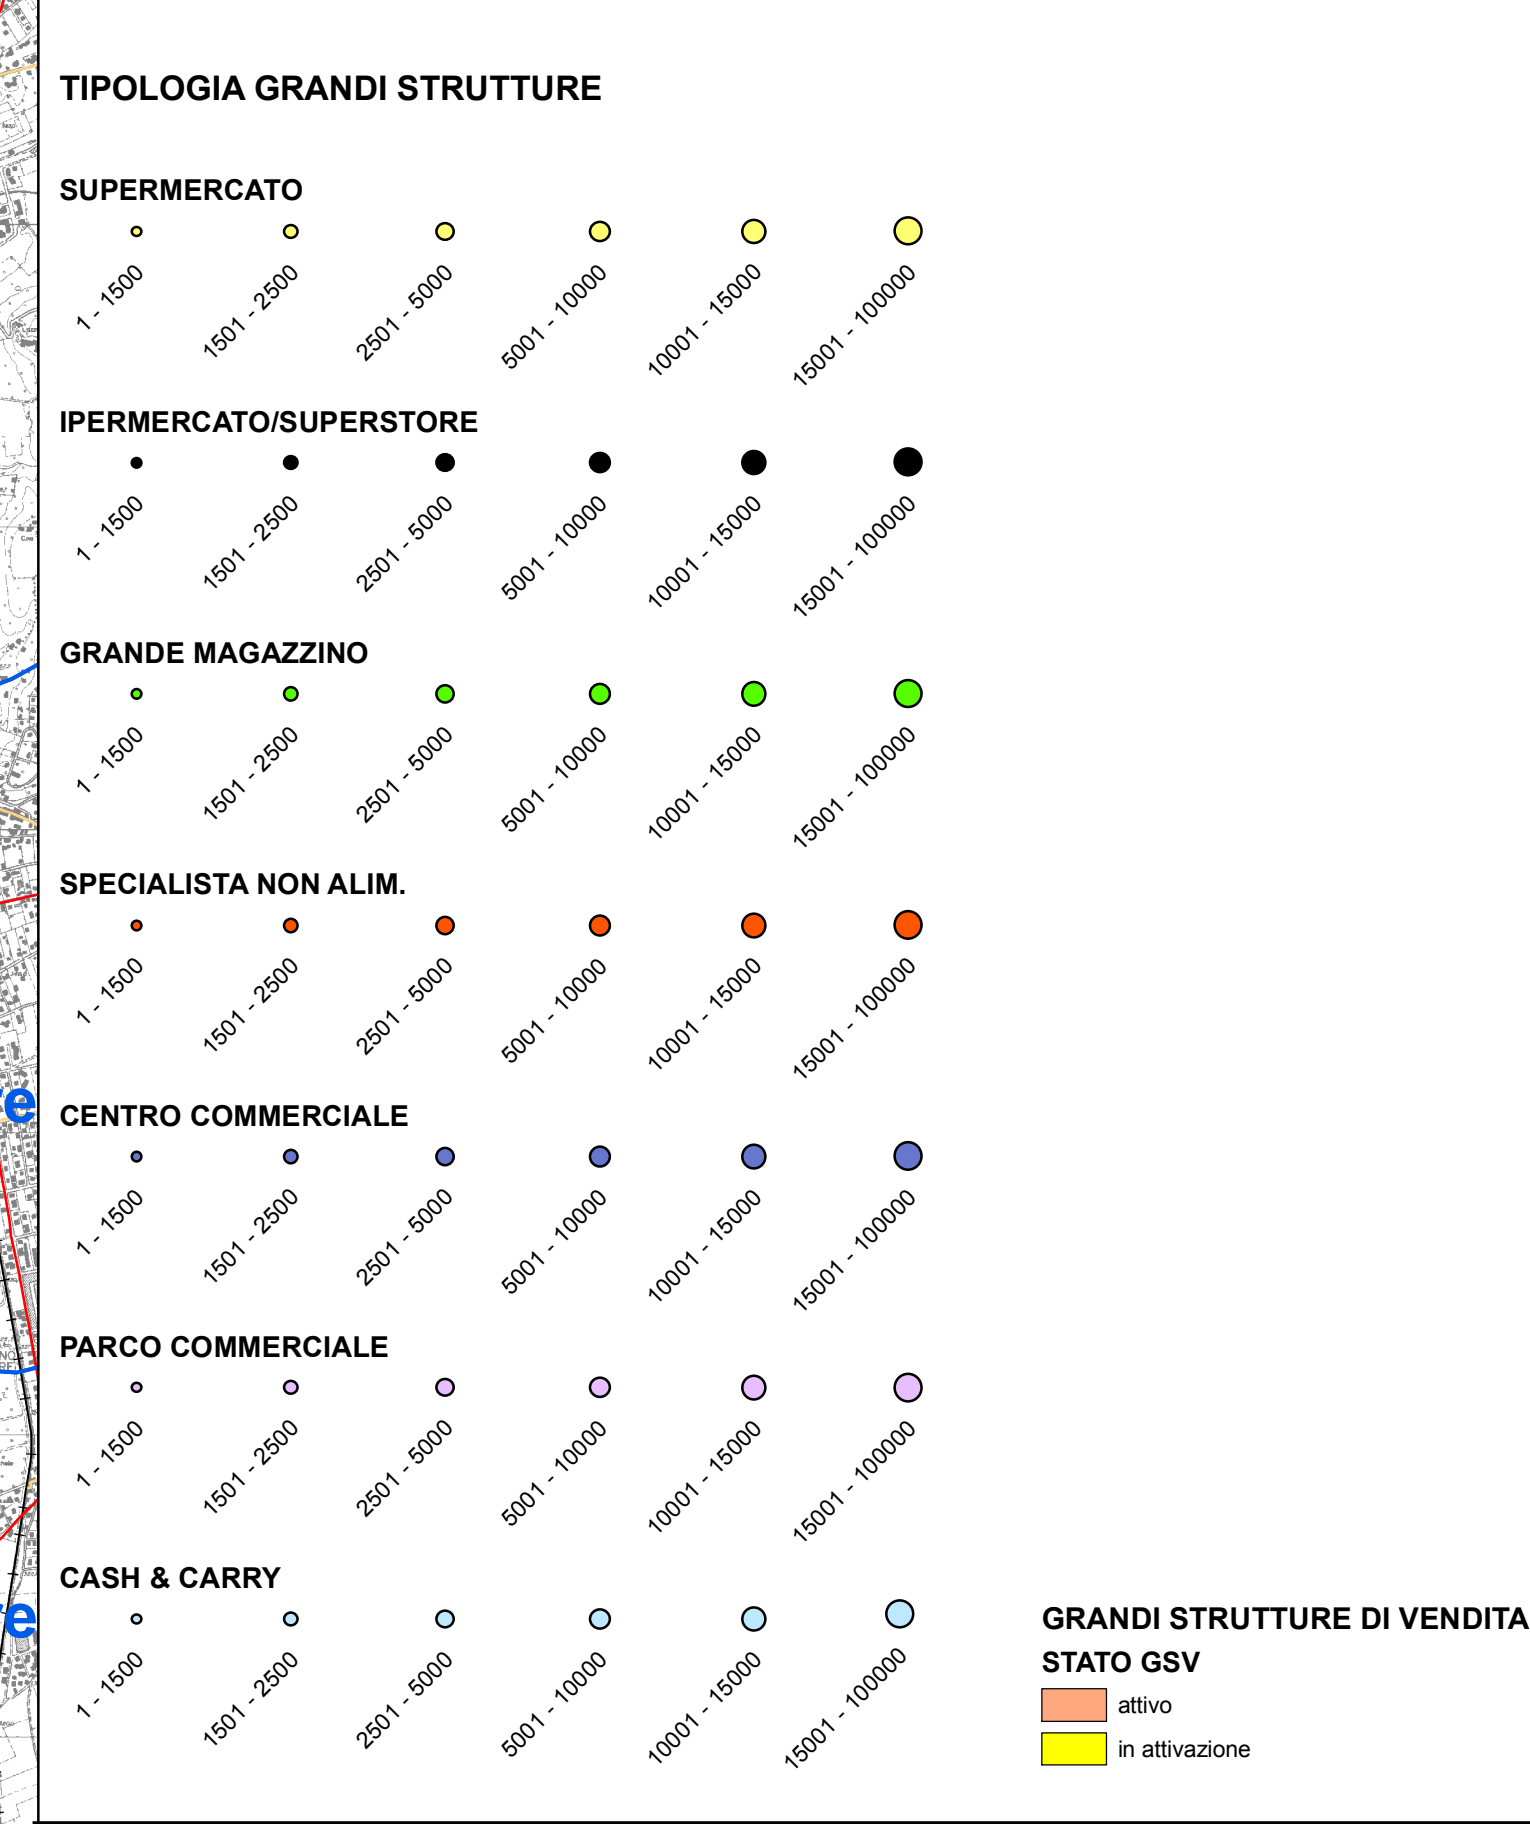 TIPOLOGIA GRANDI STRUTTURE
SUPERMERCATO
1 - 1500
1501 - 2500
2501 - 5000
5001 - 10000
10001 - 15000
15001 - 100000
IPERMERCATO/SUPERSTORE
1 - 1500
1501 - 2500
2501 - 5000
5001 - 10000
10001 - 15000
15001 - 100000
GRANDE MAGAZZINO
1 - 1500
1501 - 2500
2501 - 5000
5001 - 10000
10001 - 15000
15001 - 100000
SPECIALISTA NON ALIM.
1 - 1500
1501 - 2500
2501 - 5000
5001 - 10000
10001 - 15000
15001 - 100000
CENTRO COMMERCIALE
1 - 1500
1501 - 2500
2501 - 5000
5001 - 10000
10001 - 15000
15001 - 100000
PARCO COMMERCIALE
1 - 1500
1501 - 2500
2501 - 5000
5001 - 10000
10001 - 15000
15001 - 100000
CASH & CARRY
1 - 1500
1501 - 2500
2501 - 5000
5001 - 10000
10001 - 15000
15001 - 100000
GRANDI STRUTTURE DI VENDITA
STATO GSV
attivo
in attivazione